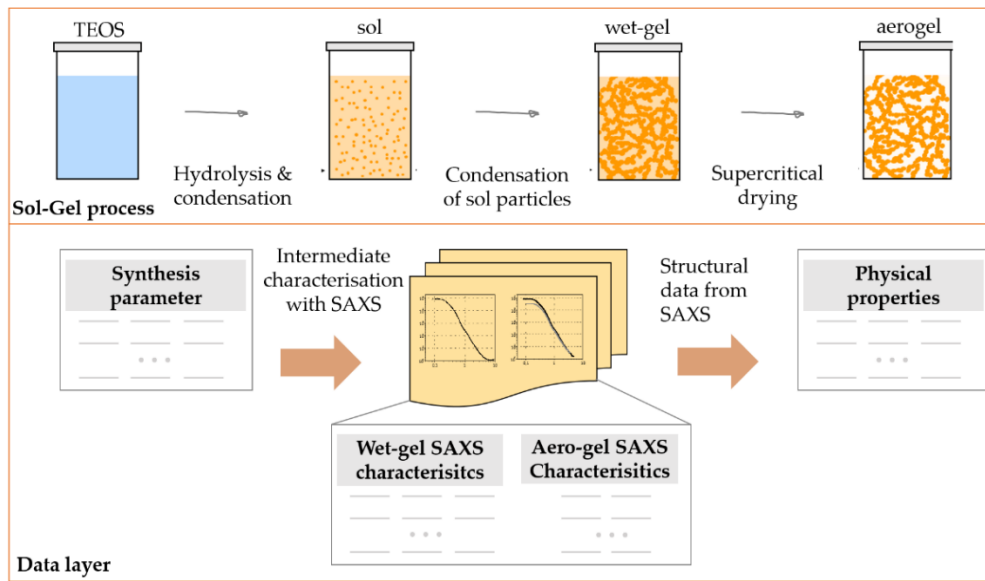 TEOS
sol
wet-gel
aerogel
Hydrolysis &
condensation
Condensation
of sol particles
Supercritical
drying
Sol-Gel process
Synthesis
parameter
Intermediate
characterisation
with SAXS
Structural
data from
SAXS
Physical
properties
Wet-gel SAXS
characterisitcs
Aero-gel SAXS
Characterisitics
Data layer